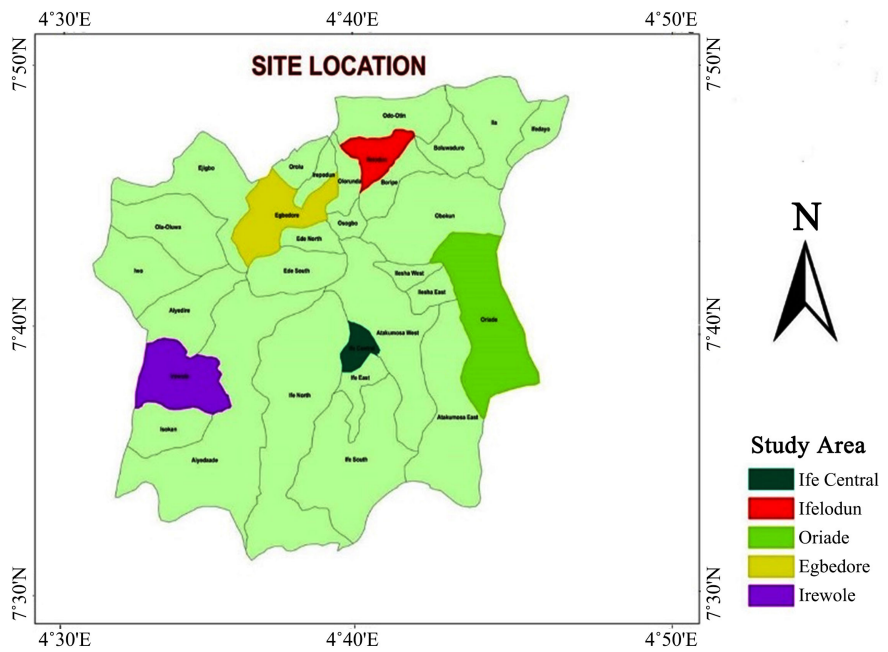 4˚30'E 4˚40'E 4˚50'E
7˚50'N 7˚50'N
SITE LOCATION
Odo-Otin
Ila
Ifedayo
Boluwaduro
Ejigbo
Orolu
Irepodun
Olorunda
Boripe
Egbedore
Obokun
Ola-Oluwa
Osogbo
Ede North
Iwo
Ede South
Ilesha West
Ilesha East
Aiyedire
Oriade
Atakumosa West
Ife East
Ife North
Atakumosa East
Isokan
Aiyedaade
Ife South
7˚40'N 7˚40'N
7˚30'N 7˚30'N
4˚30'E 4˚40'E 4˚50'E
N
Study Area
Ife Central
Ifelodun
Oriade
Egbedore
Irewole